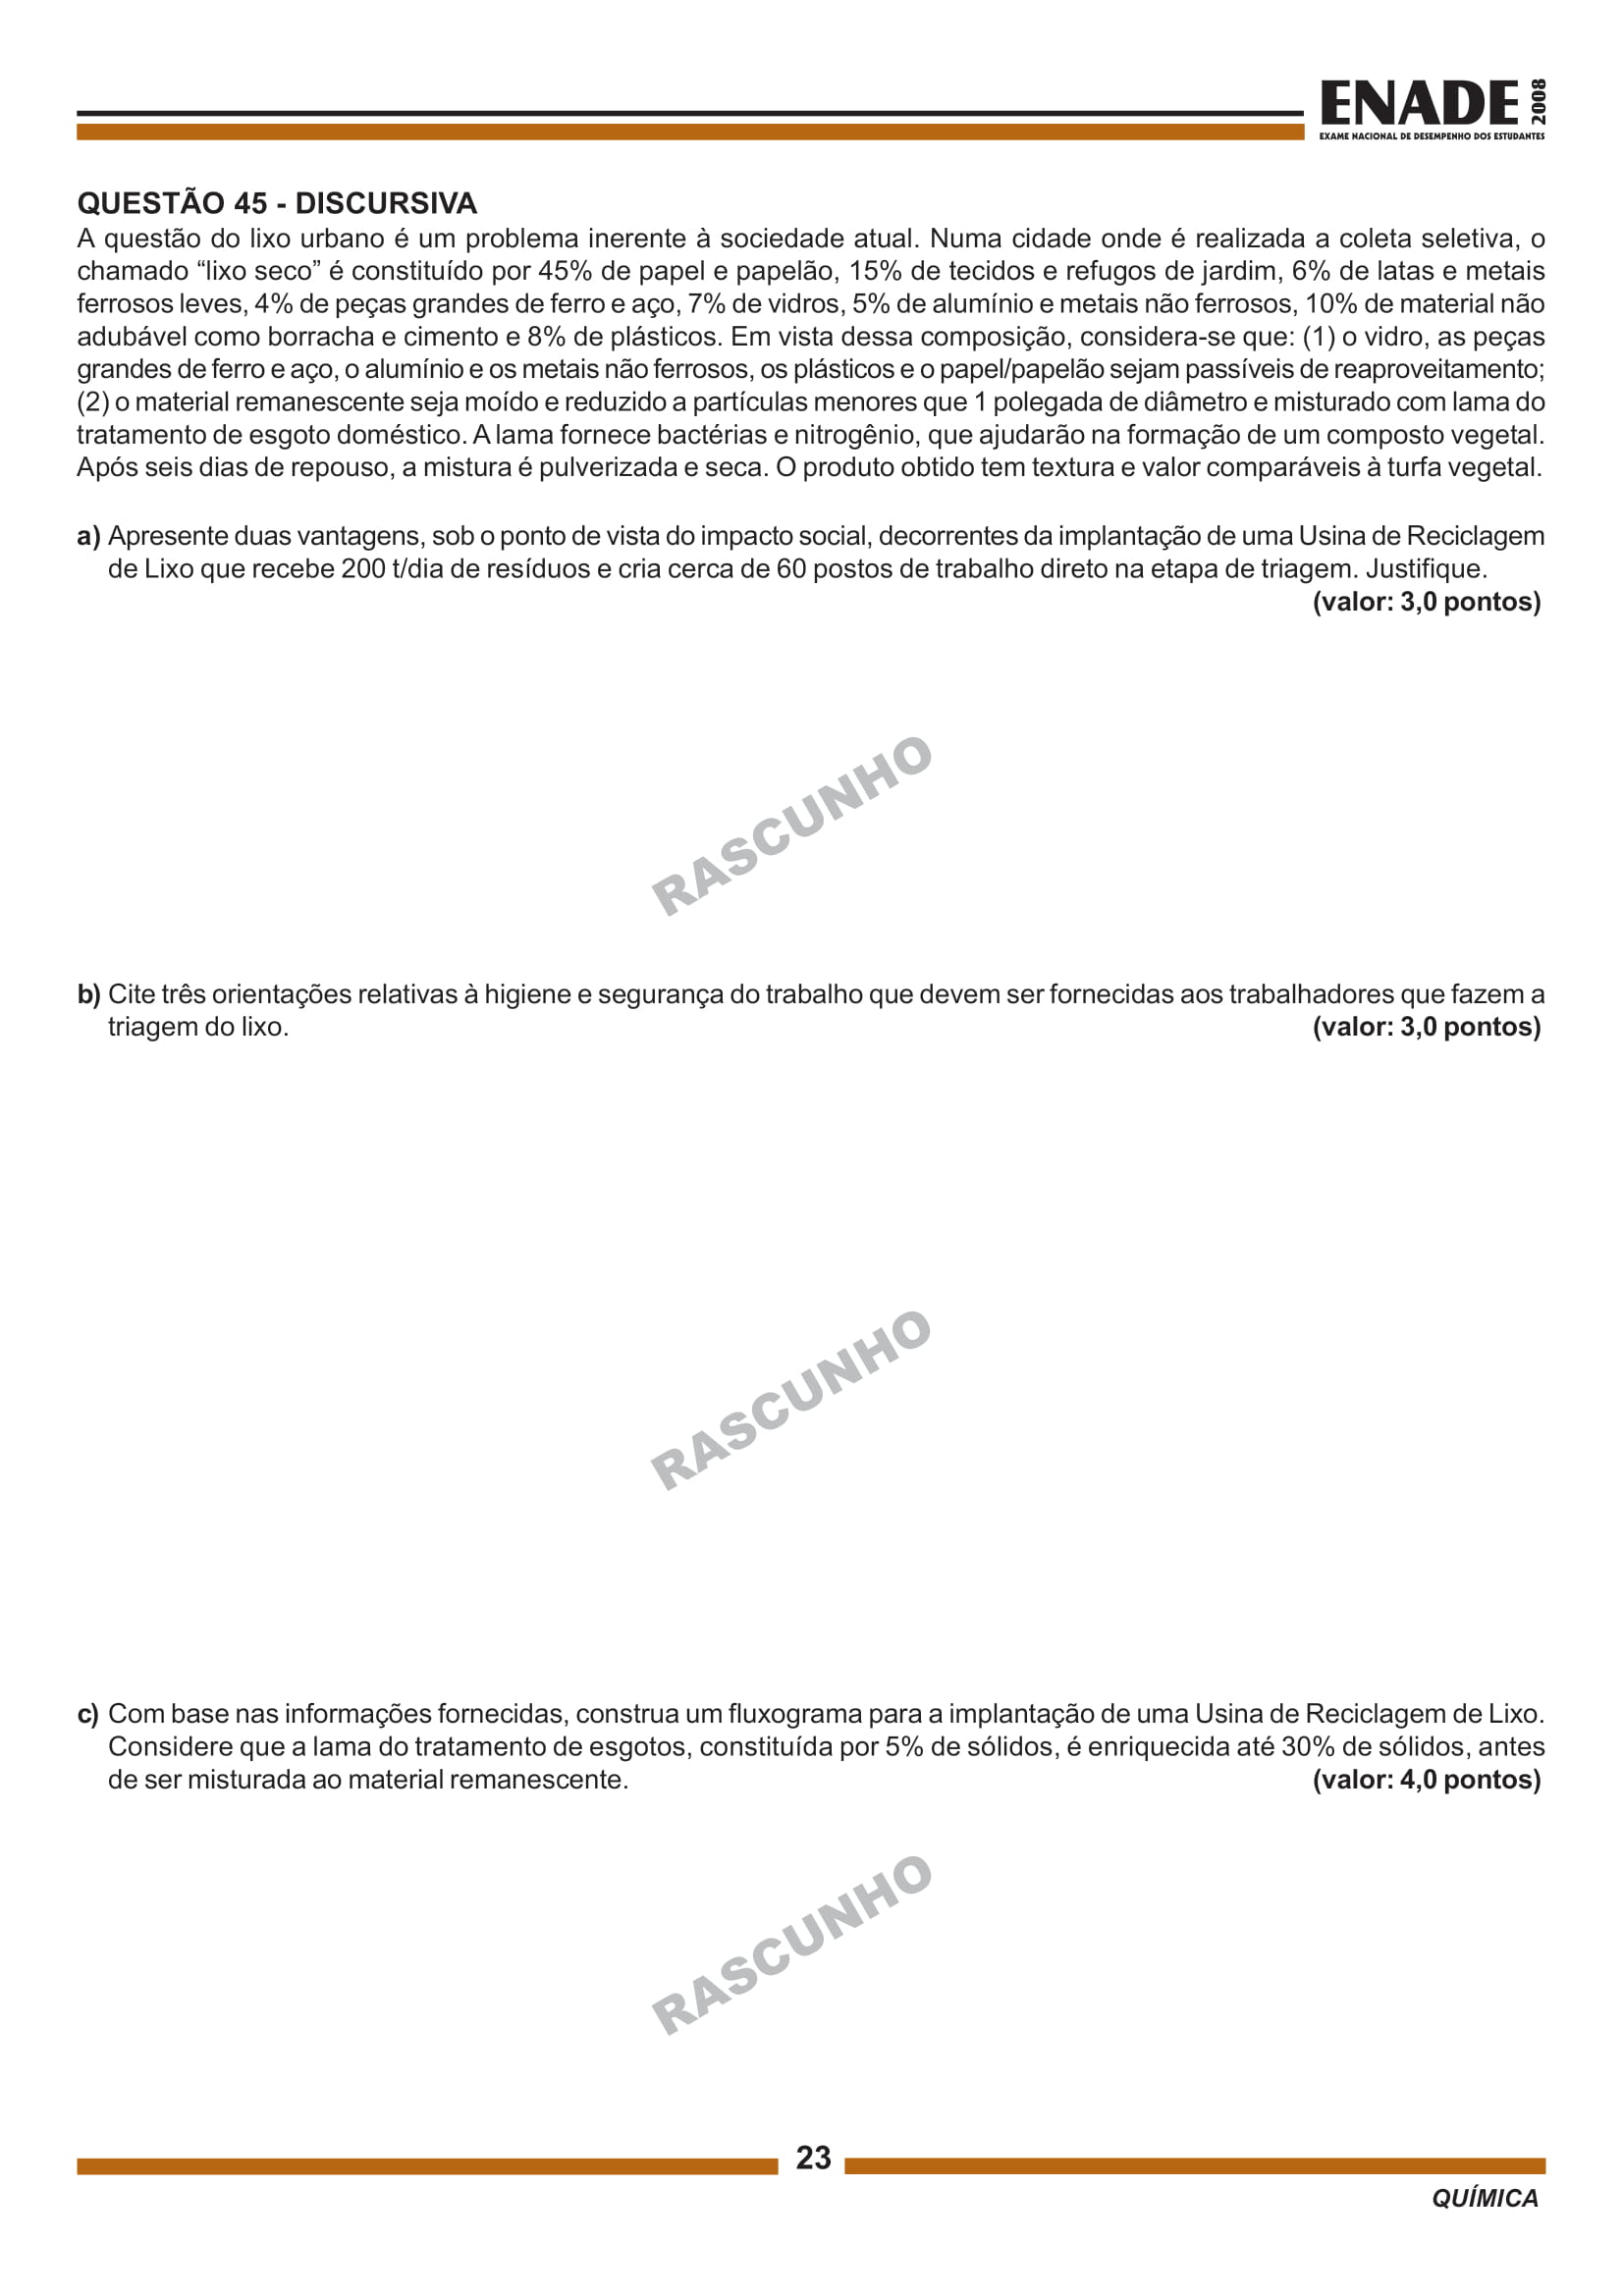 ENADE 2008
EXAME NACIONAL DE DESEMPENHO DOS ESTUDANTES
QUESTÃO 45 - DISCURSIVA
A questão do lixo urbano é um problema inerente à sociedade atual. Numa cidade onde é realizada a coleta seletiva, o
chamado “lixo seco” é constituído por 45% de papel e papelão, 15% de tecidos e refugos de jardim, 6% de latas e metais
ferrosos leves, 4% de peças grandes de ferro e aço, 7% de vidros, 5% de alumínio e metais não ferrosos, 10% de material não
adubável como borracha e cimento e 8% de plásticos. Em vista dessa composição, considera-se que: (1) o vidro, as peças
grandes de ferro e aço, o alumínio e os metais não ferrosos, os plásticos e o papel/papelão sejam passíveis de reaproveitamento;
(2) o material remanescente seja moído e reduzido a partículas menores que 1 polegada de diâmetro e misturado com lama do
tratamento de esgoto doméstico. A lama fornece bactérias e nitrogênio, que ajudarão na formação de um composto vegetal.
Após seis dias de repouso, a mistura é pulverizada e seca. O produto obtido tem textura e valor comparáveis à turfa vegetal.
a) Apresente duas vantagens, sob o ponto de vista do impacto social, decorrentes da implantação de uma Usina de Reciclagem
de Lixo que recebe 200 t/dia de resíduos e cria cerca de 60 postos de trabalho direto na etapa de triagem. Justifique.
(valor: 3,0 pontos)
RASCUNHO
b) Cite três orientações relativas à higiene e segurança do trabalho que devem ser fornecidas aos trabalhadores que fazem a
triagem do lixo. (valor: 3,0 pontos)
RASCUNHO
c) Com base nas informações fornecidas, construa um fluxograma para a implantação de uma Usina de Reciclagem de Lixo.
Considere que a lama do tratamento de esgotos, constituída por 5% de sólidos, é enriquecida até 30% de sólidos, antes
de ser misturada ao material remanescente. (valor: 4,0 pontos)
RASCUNHO
23
QUÍMICA